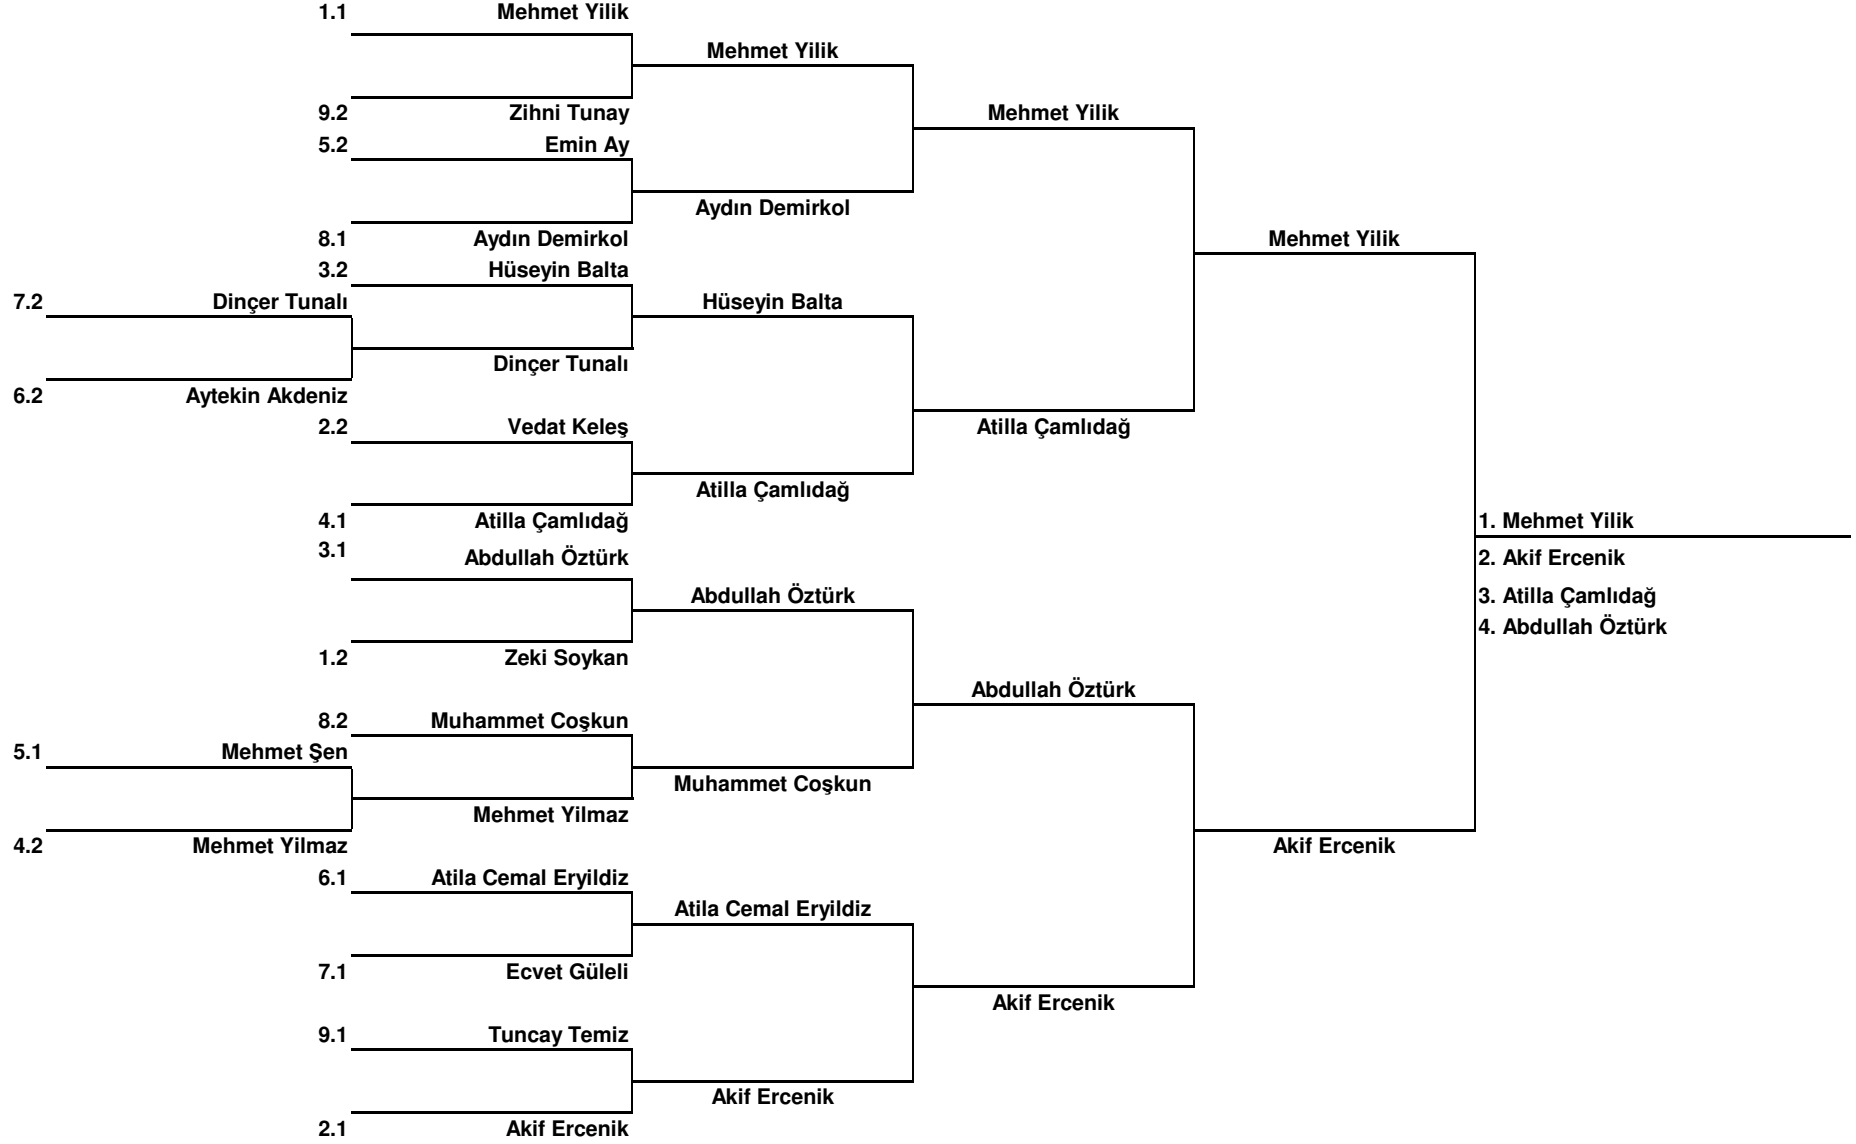 1.1 Mehmet Yilik
Mehmet Yilik
9.2 Zihni Tunay Mehmet Yilik
5.2 Emin Ay
Aydın Demirkol
8.1 Aydın Demirkol Mehmet Yilik
3.2 Hüseyin Balta
7.2 Dinçer Tunalı Hüseyin Balta
Dinçer Tunalı
6.2 Aytekin Akdeniz
2.2 Vedat Keleş Atilla Çamlıdağ
Atilla Çamlıdağ
4.1 Atilla Çamlıdağ 1. Mehmet Yilik
3.1 Abdullah Öztürk 2. Akif Ercenik
Abdullah Öztürk 3. Atilla Çamlıdağ
4. Abdullah Öztürk
1.2 Zeki Soykan
Abdullah Öztürk
8.2 Muhammet Coşkun
5.1 Mehmet Şen
Muhammet Coşkun
Mehmet Yilmaz
4.2 Mehmet Yilmaz Akif Ercenik
6.1 Atila Cemal Eryildiz
Atila Cemal Eryildiz
7.1 Ecvet Güleli
Akif Ercenik
9.1 Tuncay Temiz
Akif Ercenik
2.1 Akif Ercenik